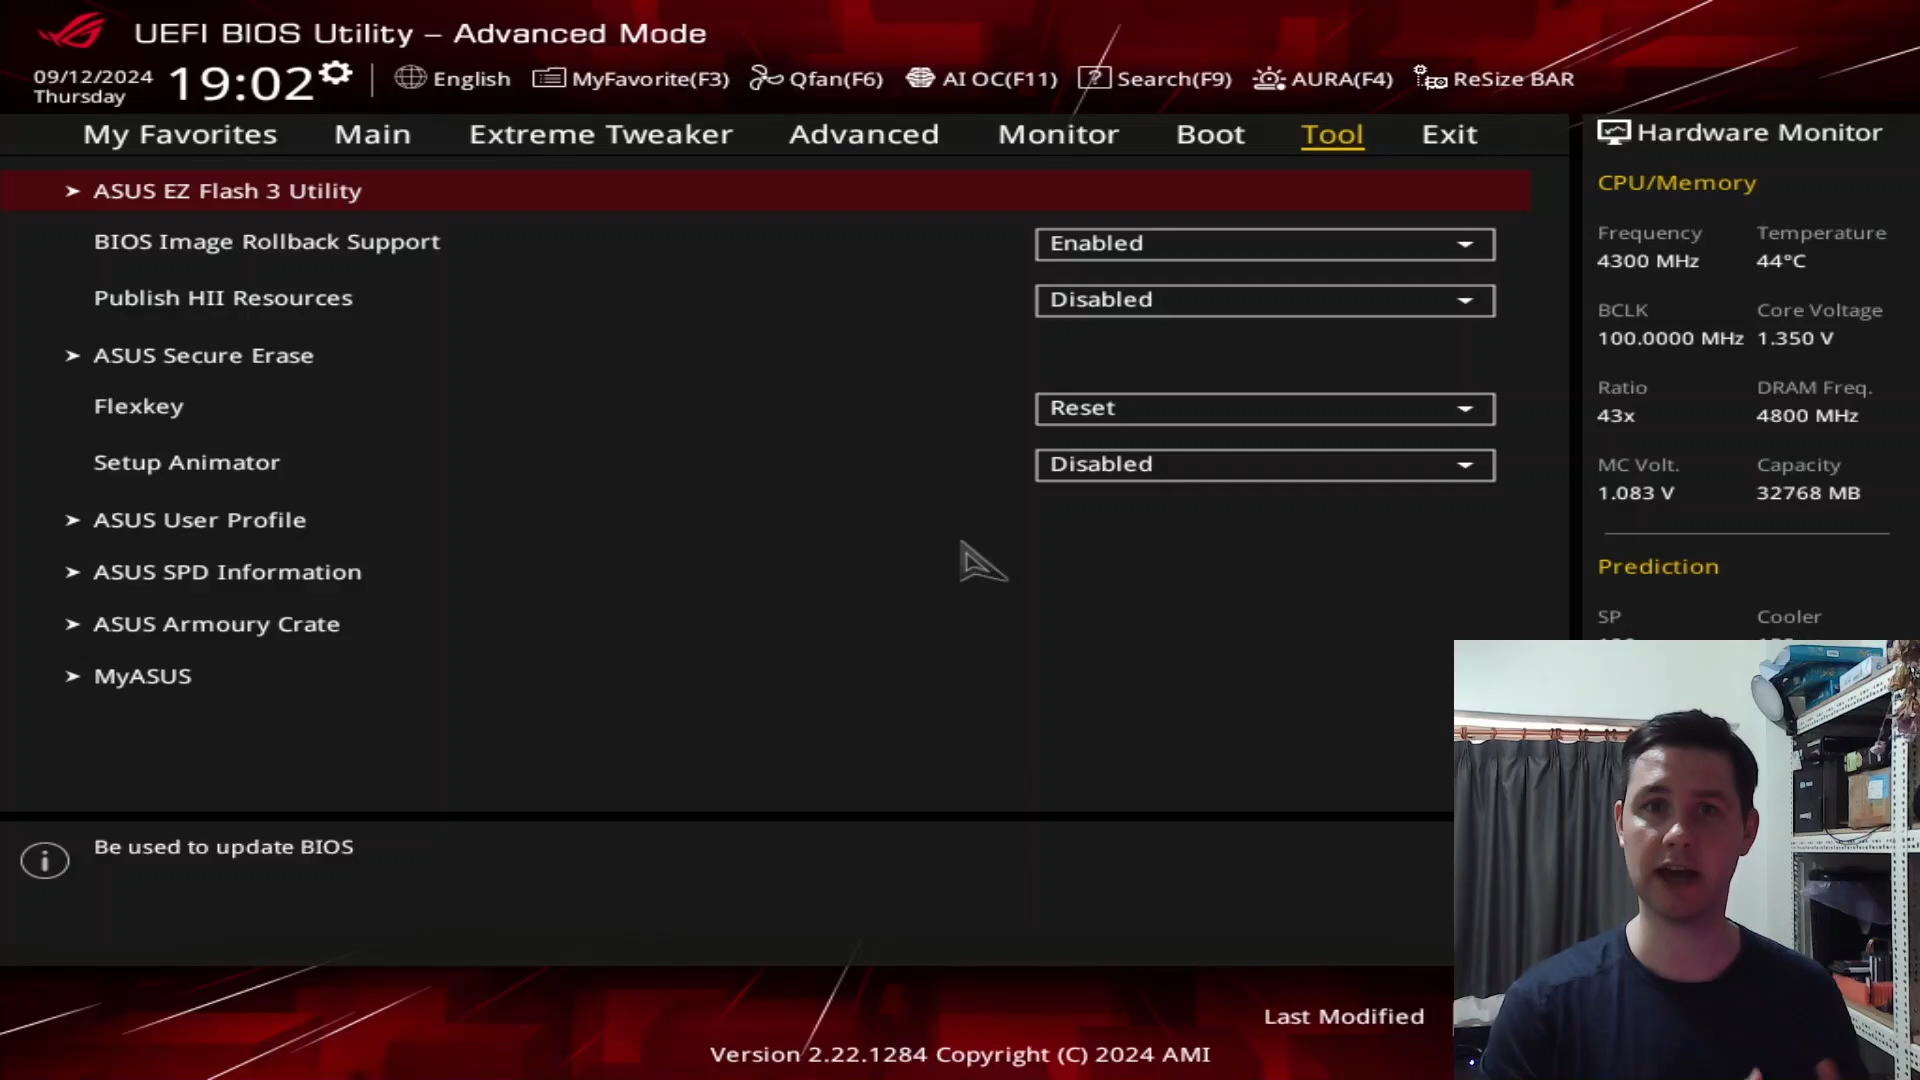 UEFI BIOS Utility – Advanced Mode
09/12/2024
Thursday
19:02
English
MyFavorite(F3)
Qfan(F6)
AI OC(F11)
Search(F9)
AURA(F4)
ReSize BAR
My Favorites
Main
Extreme Tweaker
Advanced
Monitor
Boot
Tool
Exit
ASUS EZ Flash 3 Utility
BIOS Image Rollback Support
Enabled
Publish HII Resources
Disabled
ASUS Secure Erase
Flexkey
Reset
Setup Animator
Disabled
ASUS User Profile
ASUS SPD Information
ASUS Armoury Crate
MyASUS
Be used to update BIOS
Hardware Monitor
CPU/Memory
Frequency Temperature
4300 MHz 44°C
BCLK Core Voltage
100.0000 MHz 1.350 V
Ratio DRAM Freq.
43x 4800 MHz
MC Volt. Capacity
1.083 V 32768 MB
Prediction
SP Cooler
Last Modified
Version 2.22.1284 Copyright (C) 2024 AMI